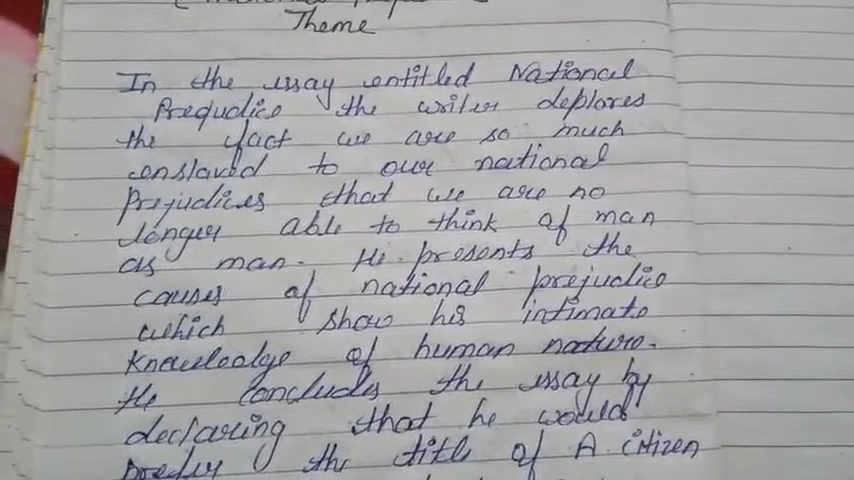 Theme
In the essay entitled National
Prequdice the writer deplores
the fact we are so much
enslaved to our national
Prejudices that we are no
longer able to think of man
as man. He presents the
causes of national prejudice
which show his intimate
knowledge of human nature.
He concludes the essay by
declaring that he would
prefer the title of A citizen